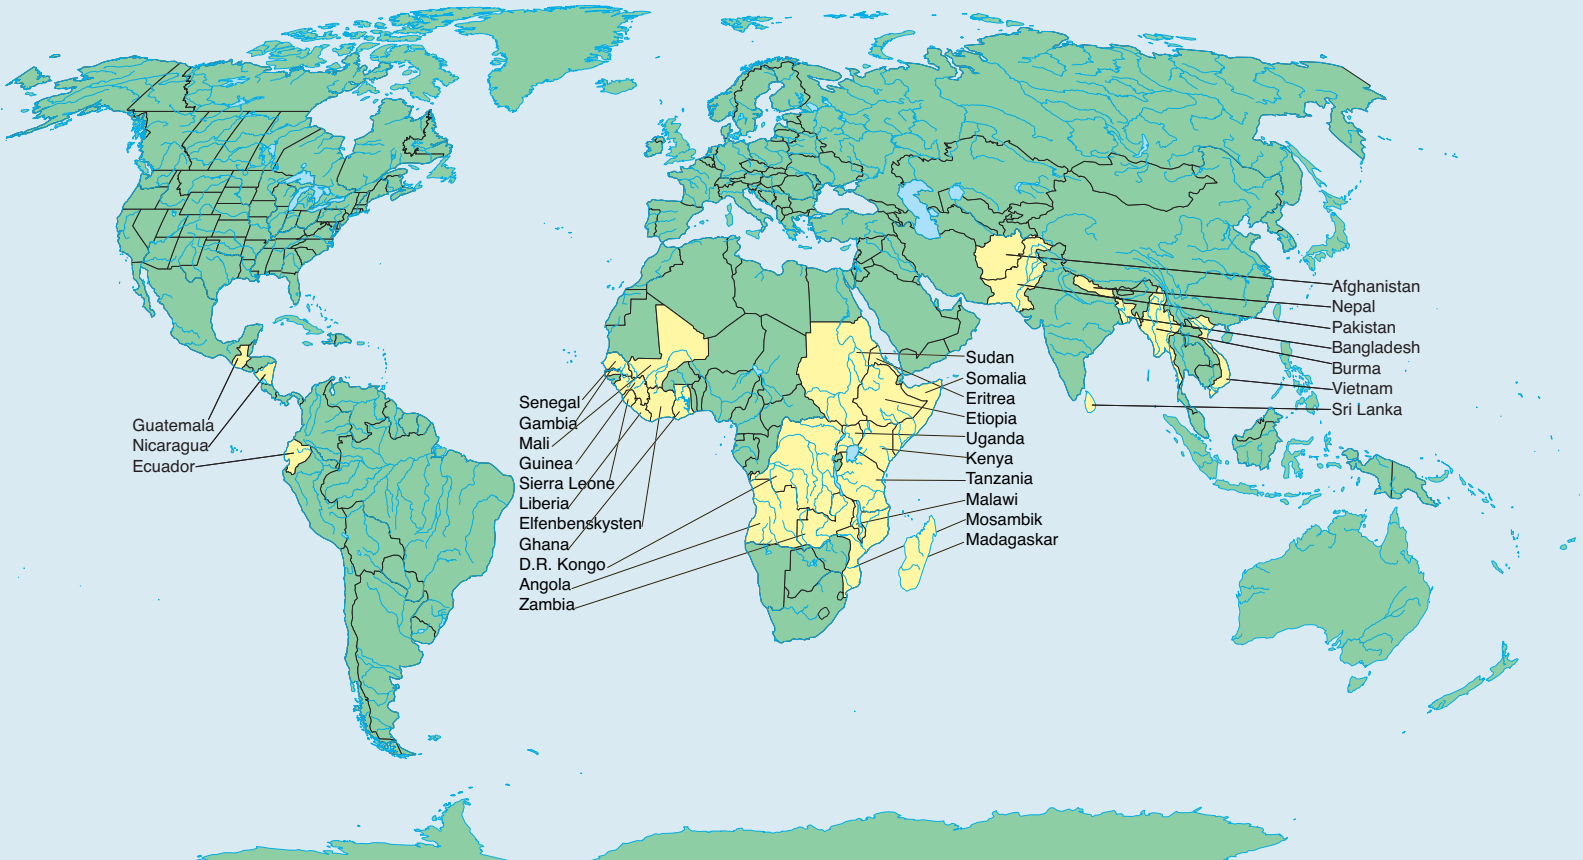 Guatemala
Nicaragua
Ecuador
Senegal
Gambia
Mali
Guinea
Sierra Leone
Liberia
Elfenbenskysten
Ghana
D.R. Kongo
Angola
Zambia
Sudan
Somalia
Eritrea
Etiopia
Uganda
Kenya
Tanzania
Malawi
Mosambik
Madagaskar
Afghanistan
Nepal
Pakistan
Bangladesh
Burma
Vietnam
Sri Lanka